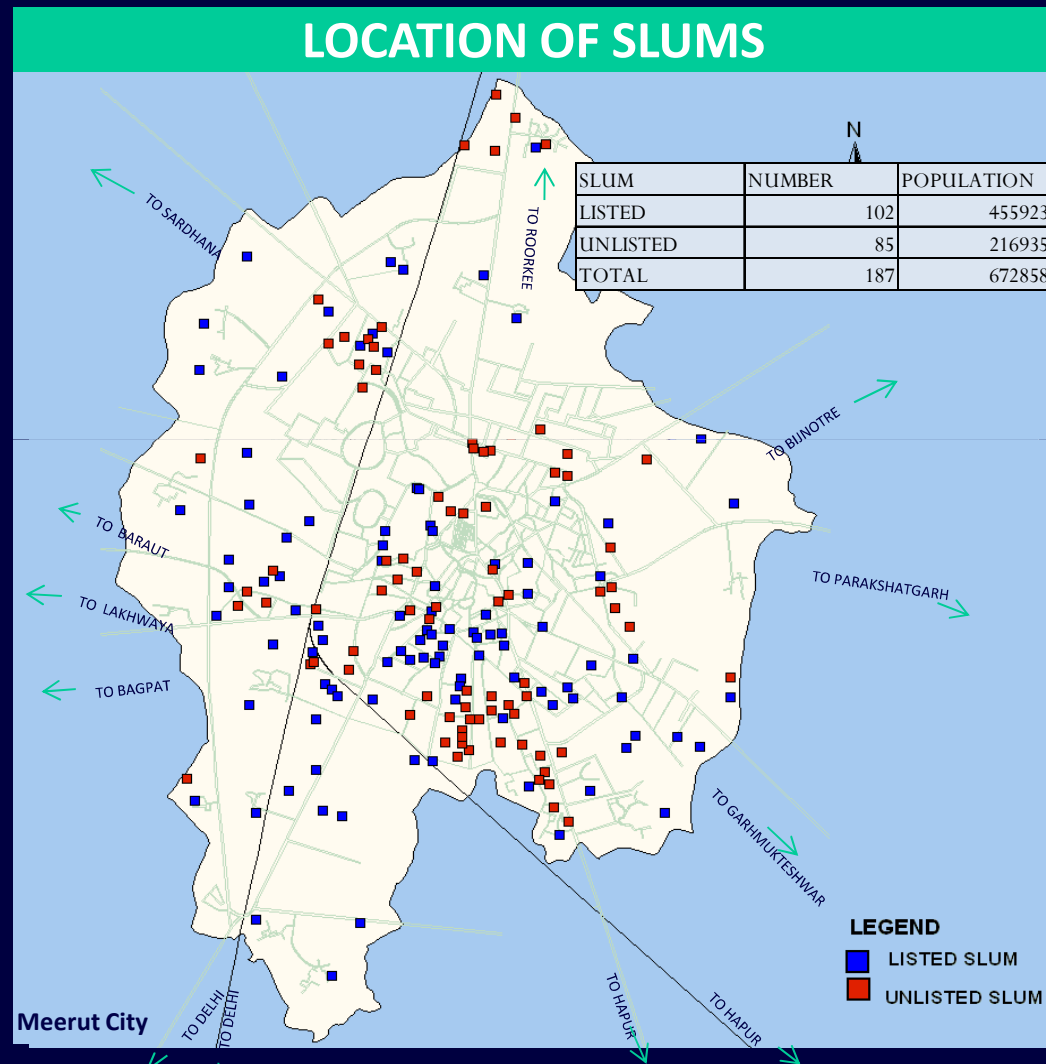 LOCATION OF SLUMS
N
SLUM NUMBER POPULATION
LISTED 102 455923
UNLISTED 85 216935
TOTAL 187 672858
TO SARDHANA
TO ROORKEE
TO BIJNOTRE
TO BARAUT
TO PARAKSHATGARH
TO LAKHWAYA
TO BAGPAT
TO GARHMUKTESHWAR
LEGEND
LISTED SLUM
UNLISTED SLUM
TO DELHI
TO DELHI
TO HAPUR
TO HAPUR
Meerut City